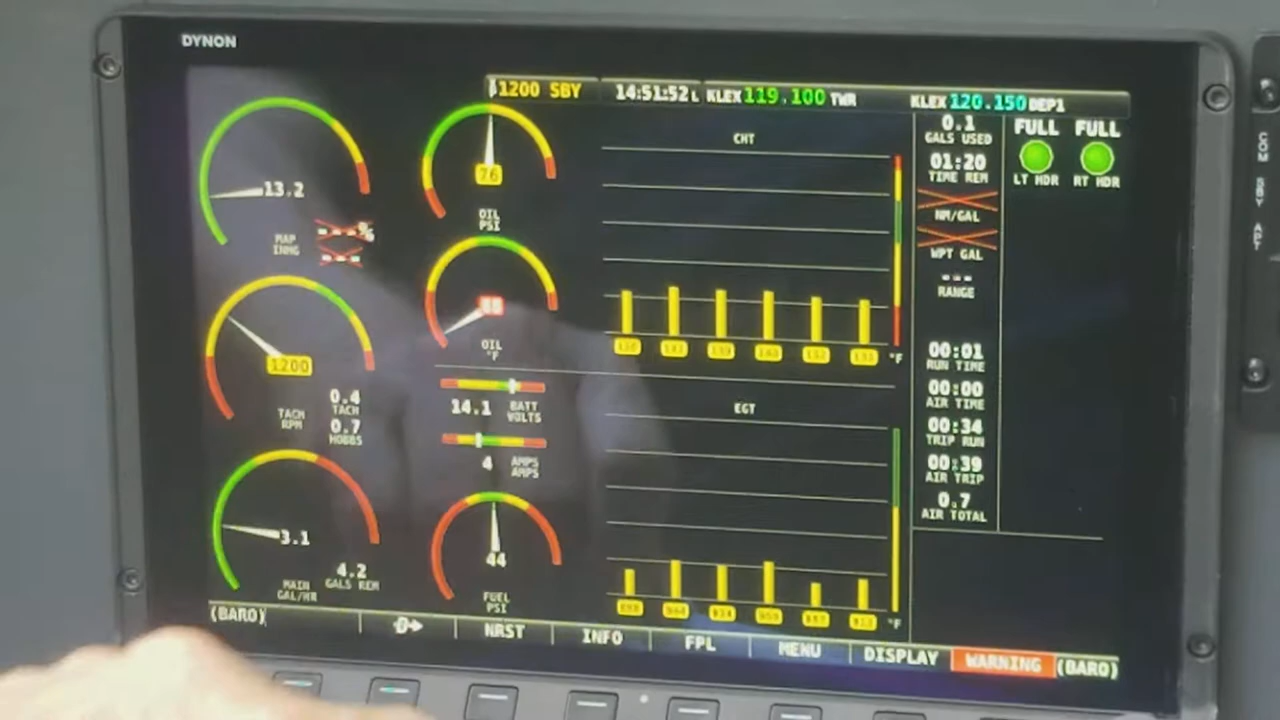 DYNON
1200 SBY
14:51:52L
KLEX 119.100 TWR
KLEX 120.150 DEP1
13.2
MAP
INHG
---%
---
76
OIL
PSI
OIL
°F
1200
TACH
RPM
0.4
TACH
0.7
HOBBS
14.1
BATT
VOLTS
4
AMPS
AMPS
3.1
MAIN
GAL/HR
4.2
GALS REM
44
FUEL
PSI
CHT
°F
EGT
°F
0.1
GALS USED
01:20
TIME REM
NM/GAL
WPT GAL
---
RANGE
00:01
RUN TIME
00:00
AIR TIME
00:34
TRIP RUN
00:39
AIR TRIP
0.7
AIR TOTAL
FULL
LT HDR
FULL
RT HDR
(BARO)
NRST
INFO
FPL
MENU
DISPLAY
WARNING
(BARO)
COM
SBY
APT